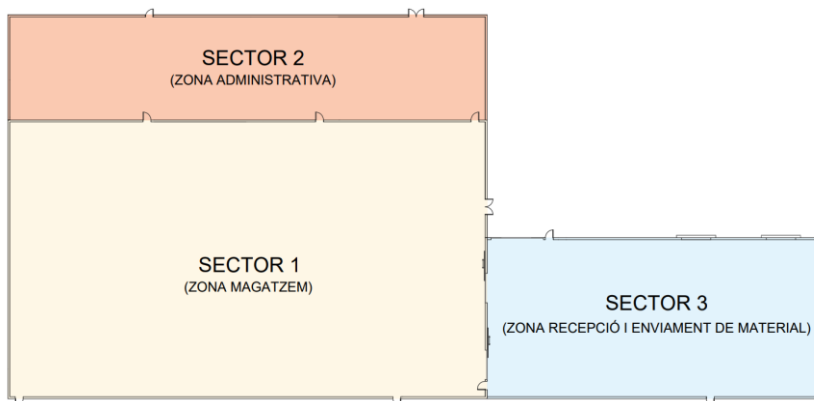 SECTOR 2
(ZONA ADMINISTRATIVA)
SECTOR 1
(ZONA MAGATZEM)
SECTOR 3
(ZONA RECEPCIÓ I ENVIAMENT DE MATERIAL)